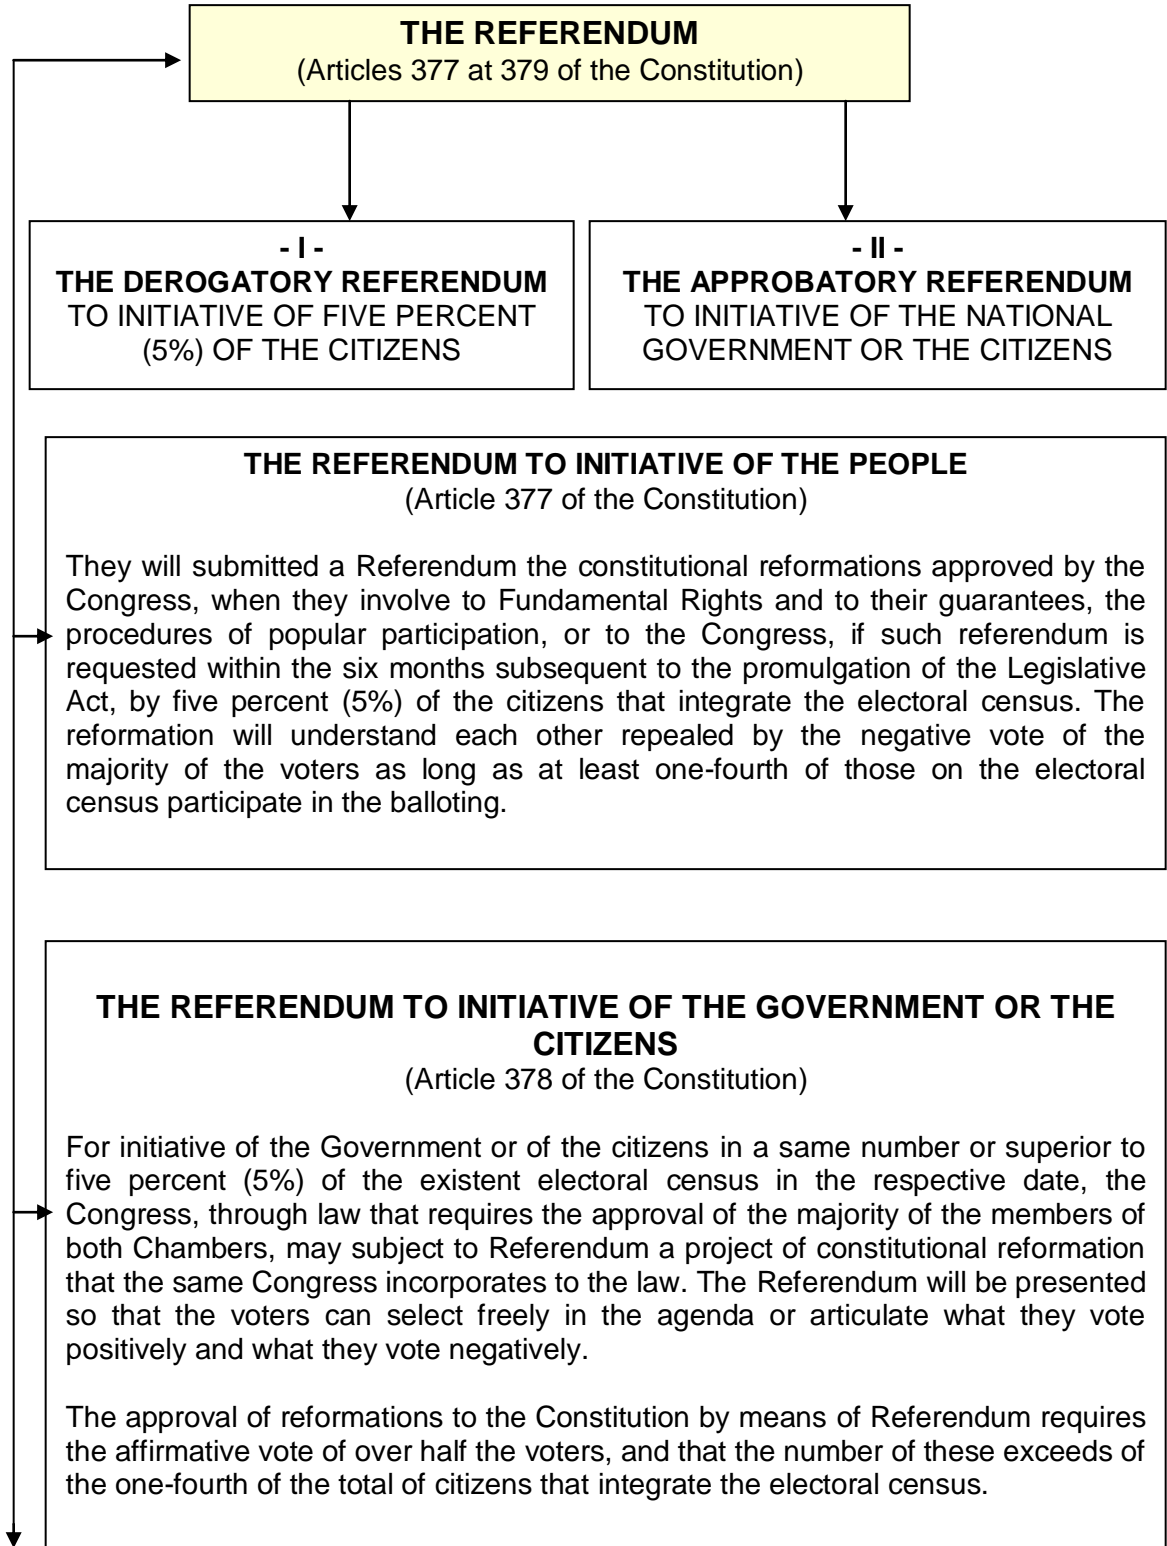 THE REFERENDUM
(Articles 377 at 379 of the Constitution)
- I -
THE DEROGATORY REFERENDUM
TO INITIATIVE OF FIVE PERCENT
(5%) OF THE CITIZENS
- II -
THE APPROBATORY REFERENDUM
TO INITIATIVE OF THE NATIONAL
GOVERNMENT OR THE CITIZENS
THE REFERENDUM TO INITIATIVE OF THE PEOPLE
(Article 377 of the Constitution)
They will submitted a Referendum the constitutional reformations approved by the
Congress, when they involve to Fundamental Rights and to their guarantees, the
procedures of popular participation, or to the Congress, if such referendum is
requested within the six months subsequent to the promulgation of the Legislative
Act, by five percent (5%) of the citizens that integrate the electoral census. The
reformation will understand each other repealed by the negative vote of the
majority of the voters as long as at least one-fourth of those on the electoral
census participate in the balloting.
THE REFERENDUM TO INITIATIVE OF THE GOVERNMENT OR THE
CITIZENS
(Article 378 of the Constitution)
For initiative of the Government or of the citizens in a same number or superior to
five percent (5%) of the existent electoral census in the respective date, the
Congress, through law that requires the approval of the majority of the members of
both Chambers, may subject to Referendum a project of constitutional reformation
that the same Congress incorporates to the law. The Referendum will be presented
so that the voters can select freely in the agenda or articulate what they vote
positively and what they vote negatively.
The approval of reformations to the Constitution by means of Referendum requires
the affirmative vote of over half the voters, and that the number of these exceeds of
the one-fourth of the total of citizens that integrate the electoral census.